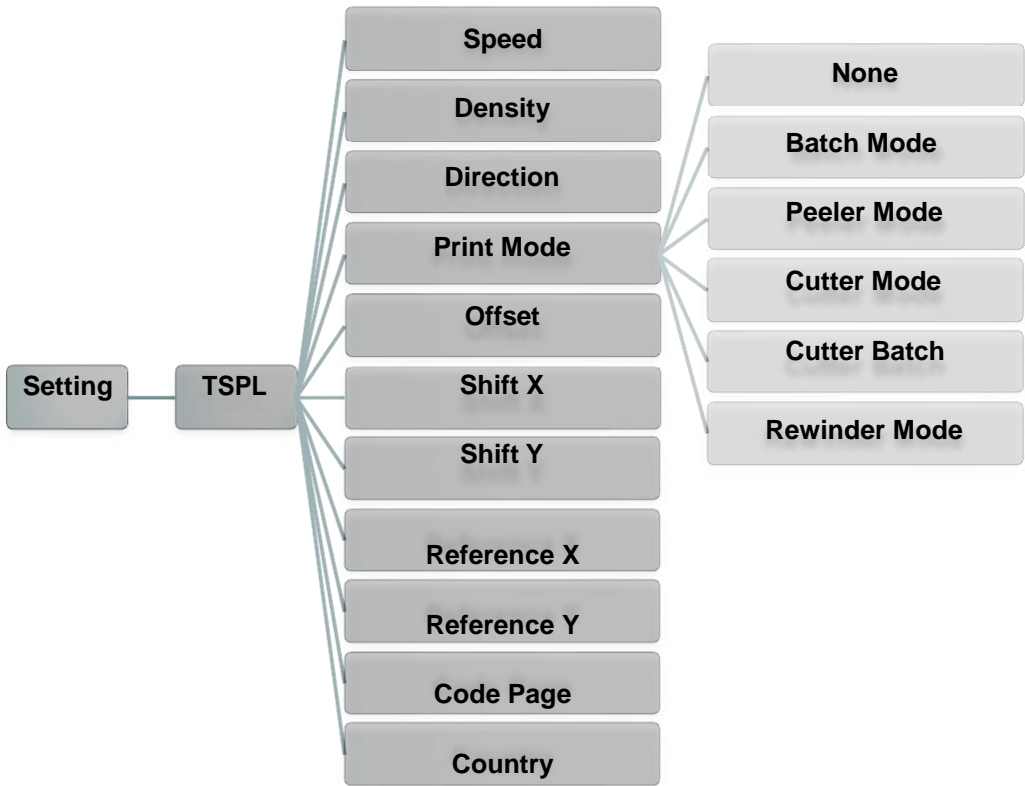 Setting
TSPL
Speed
Density
Direction
Print Mode
Offset
Shift X
Shift Y
Reference X
Reference Y
Code Page
Country
None
Batch Mode
Peeler Mode
Cutter Mode
Cutter Batch
Rewinder Mode